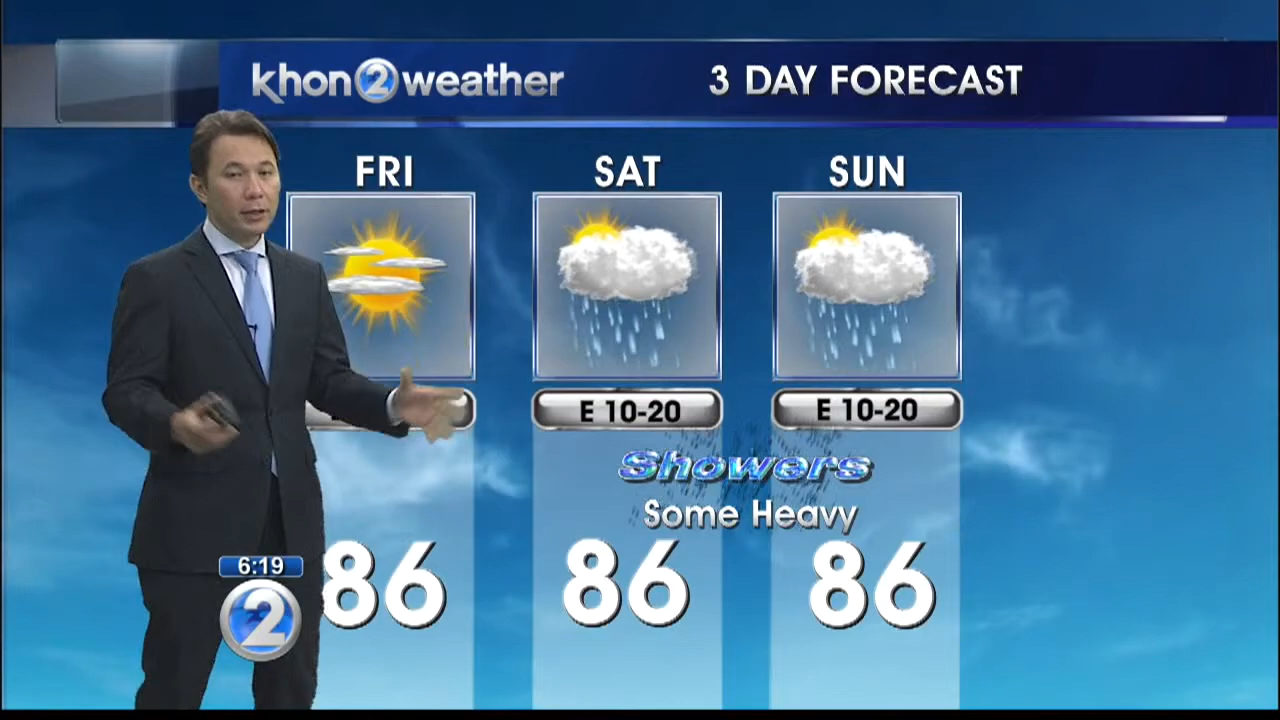 khon2weather
3 DAY FORECAST
FRI
SAT
SUN
E 10-20
E 10-20
Showers
Some Heavy
86
86
86
6:19
2